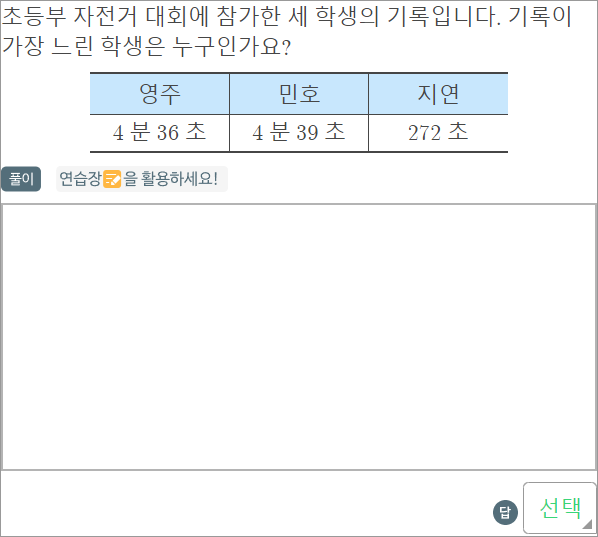 초등부 자전거 대회에 참가한 세 학생의 기록입니다. 기록이
가장 느린 학생은 누구인가요?
영주 민호 지연
4 분 36 초 4 분 39 초 272 초
풀이 연습장을 활용하세요!
답 선택